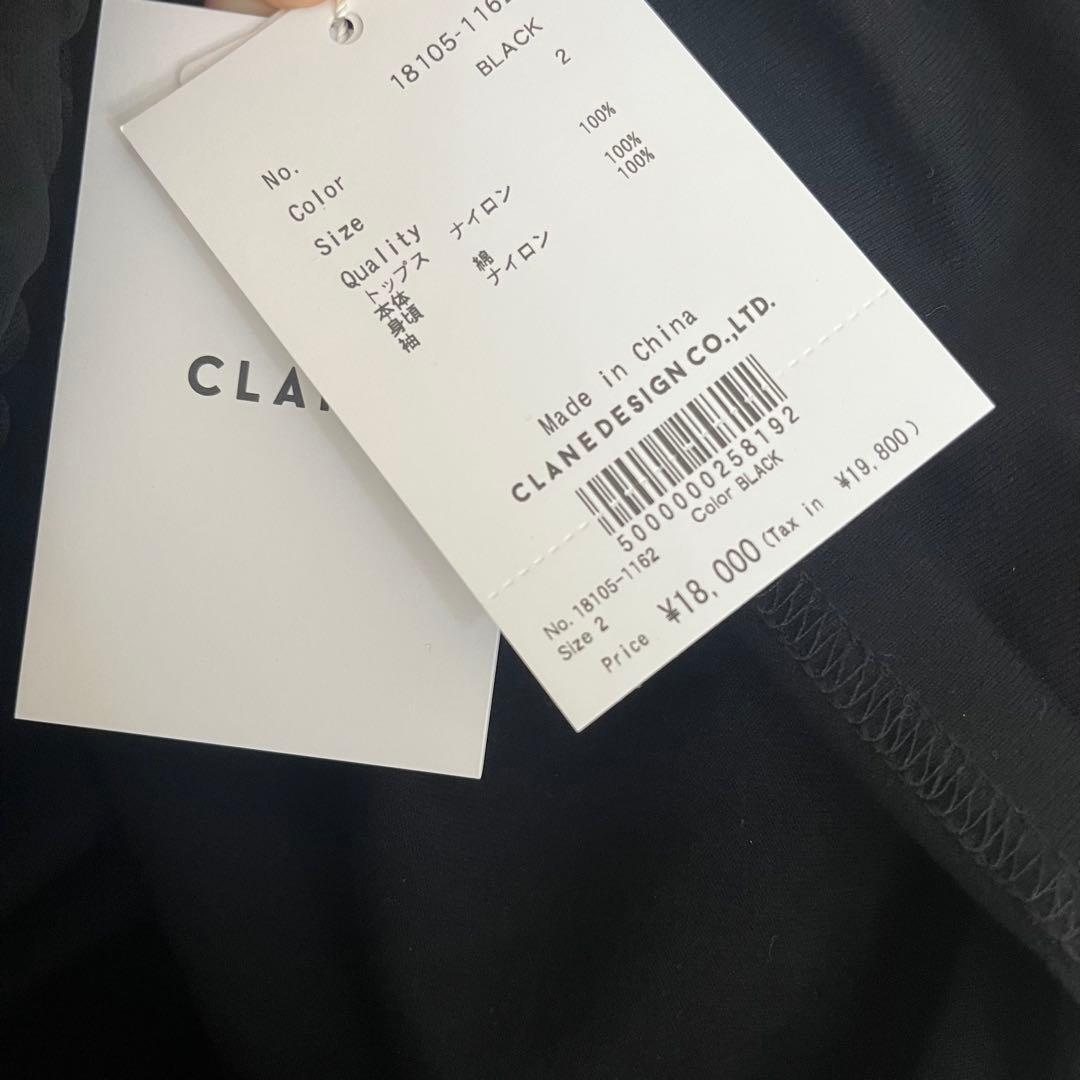 No. 18105-1162
Color BLACK
Size 2
Quality
トップス ナイロン 100%
本体
身頃 綿 100%
袖 ナイロン 100%
Made in China
CLANEDESIGN CO.,LTD.
5000000258192
No. 18105-1162 Color BLACK
Size 2
Price ¥18,000 (Tax in ¥19,800)
CLA